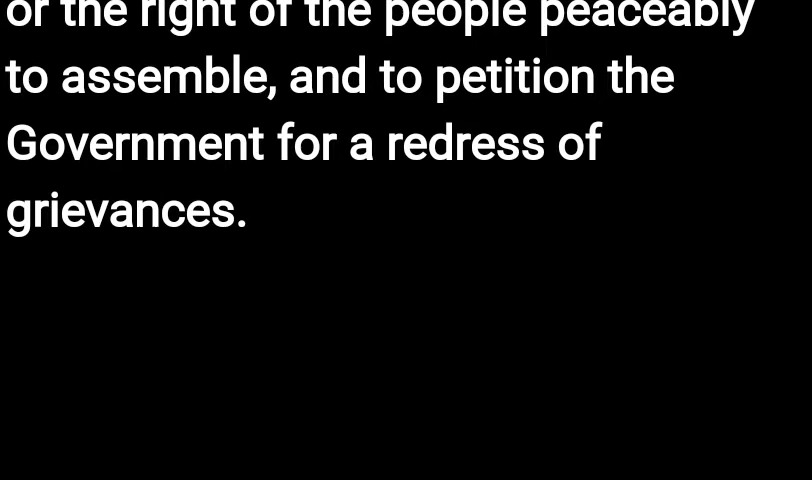 or the right of the people peaceably
to assemble, and to petition the
Government for a redress of
grievances.